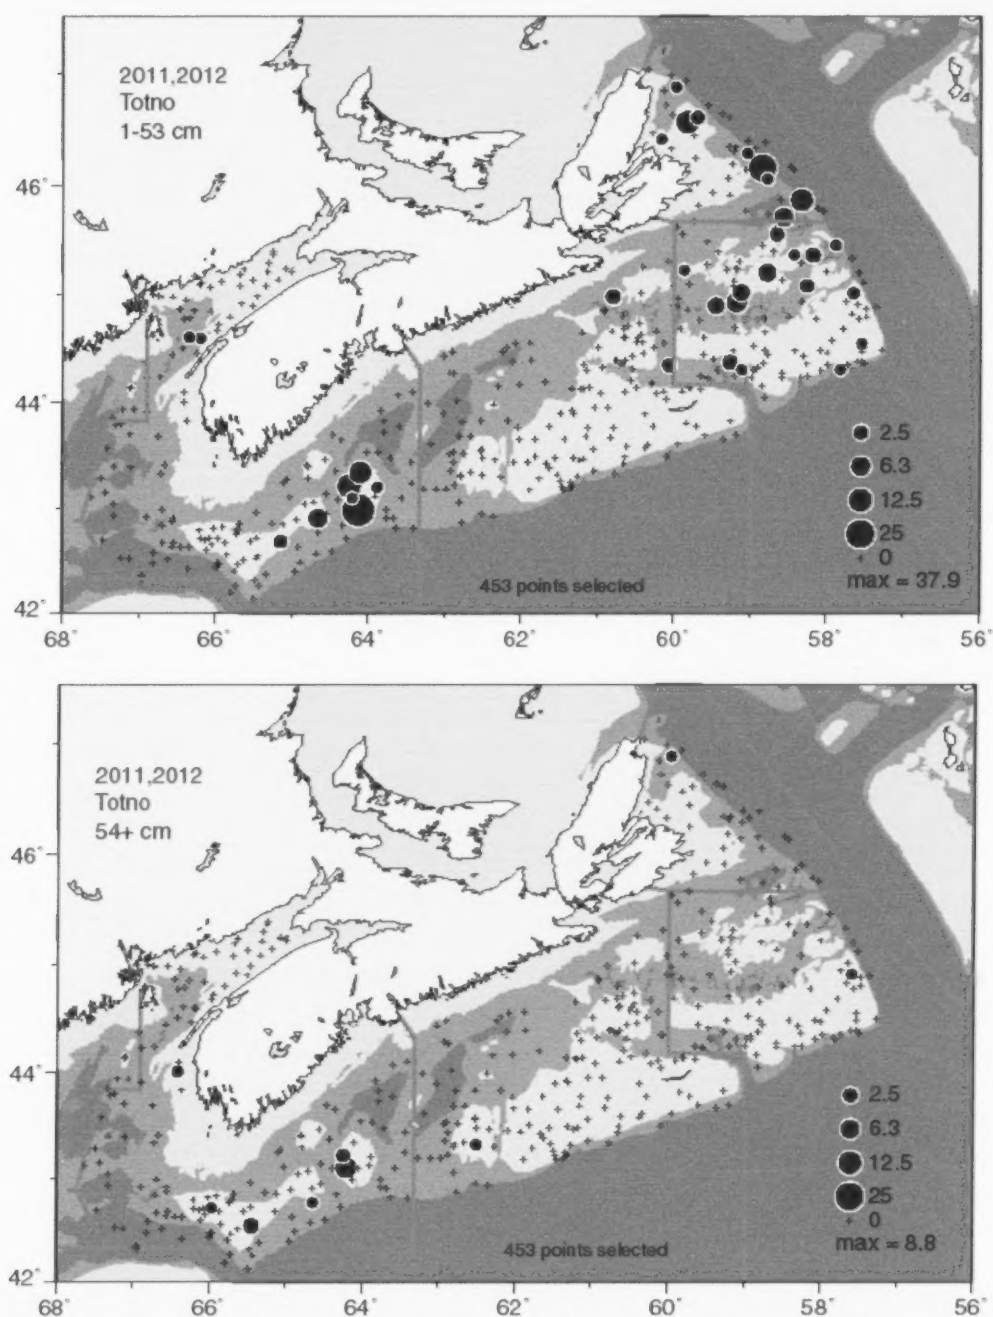 2011,2012
Totno
1-53 cm
46°
44°
42°
2.5
6.3
12.5
25
0
max = 37.9
453 points selected
68° 66° 64° 62° 60° 58° 56°
2011,2012
Totno
54+ cm
46°
44°
42°
2.5
6.3
12.5
25
0
max = 8.8
453 points selected
68° 66° 64° 62° 60° 58° 56°